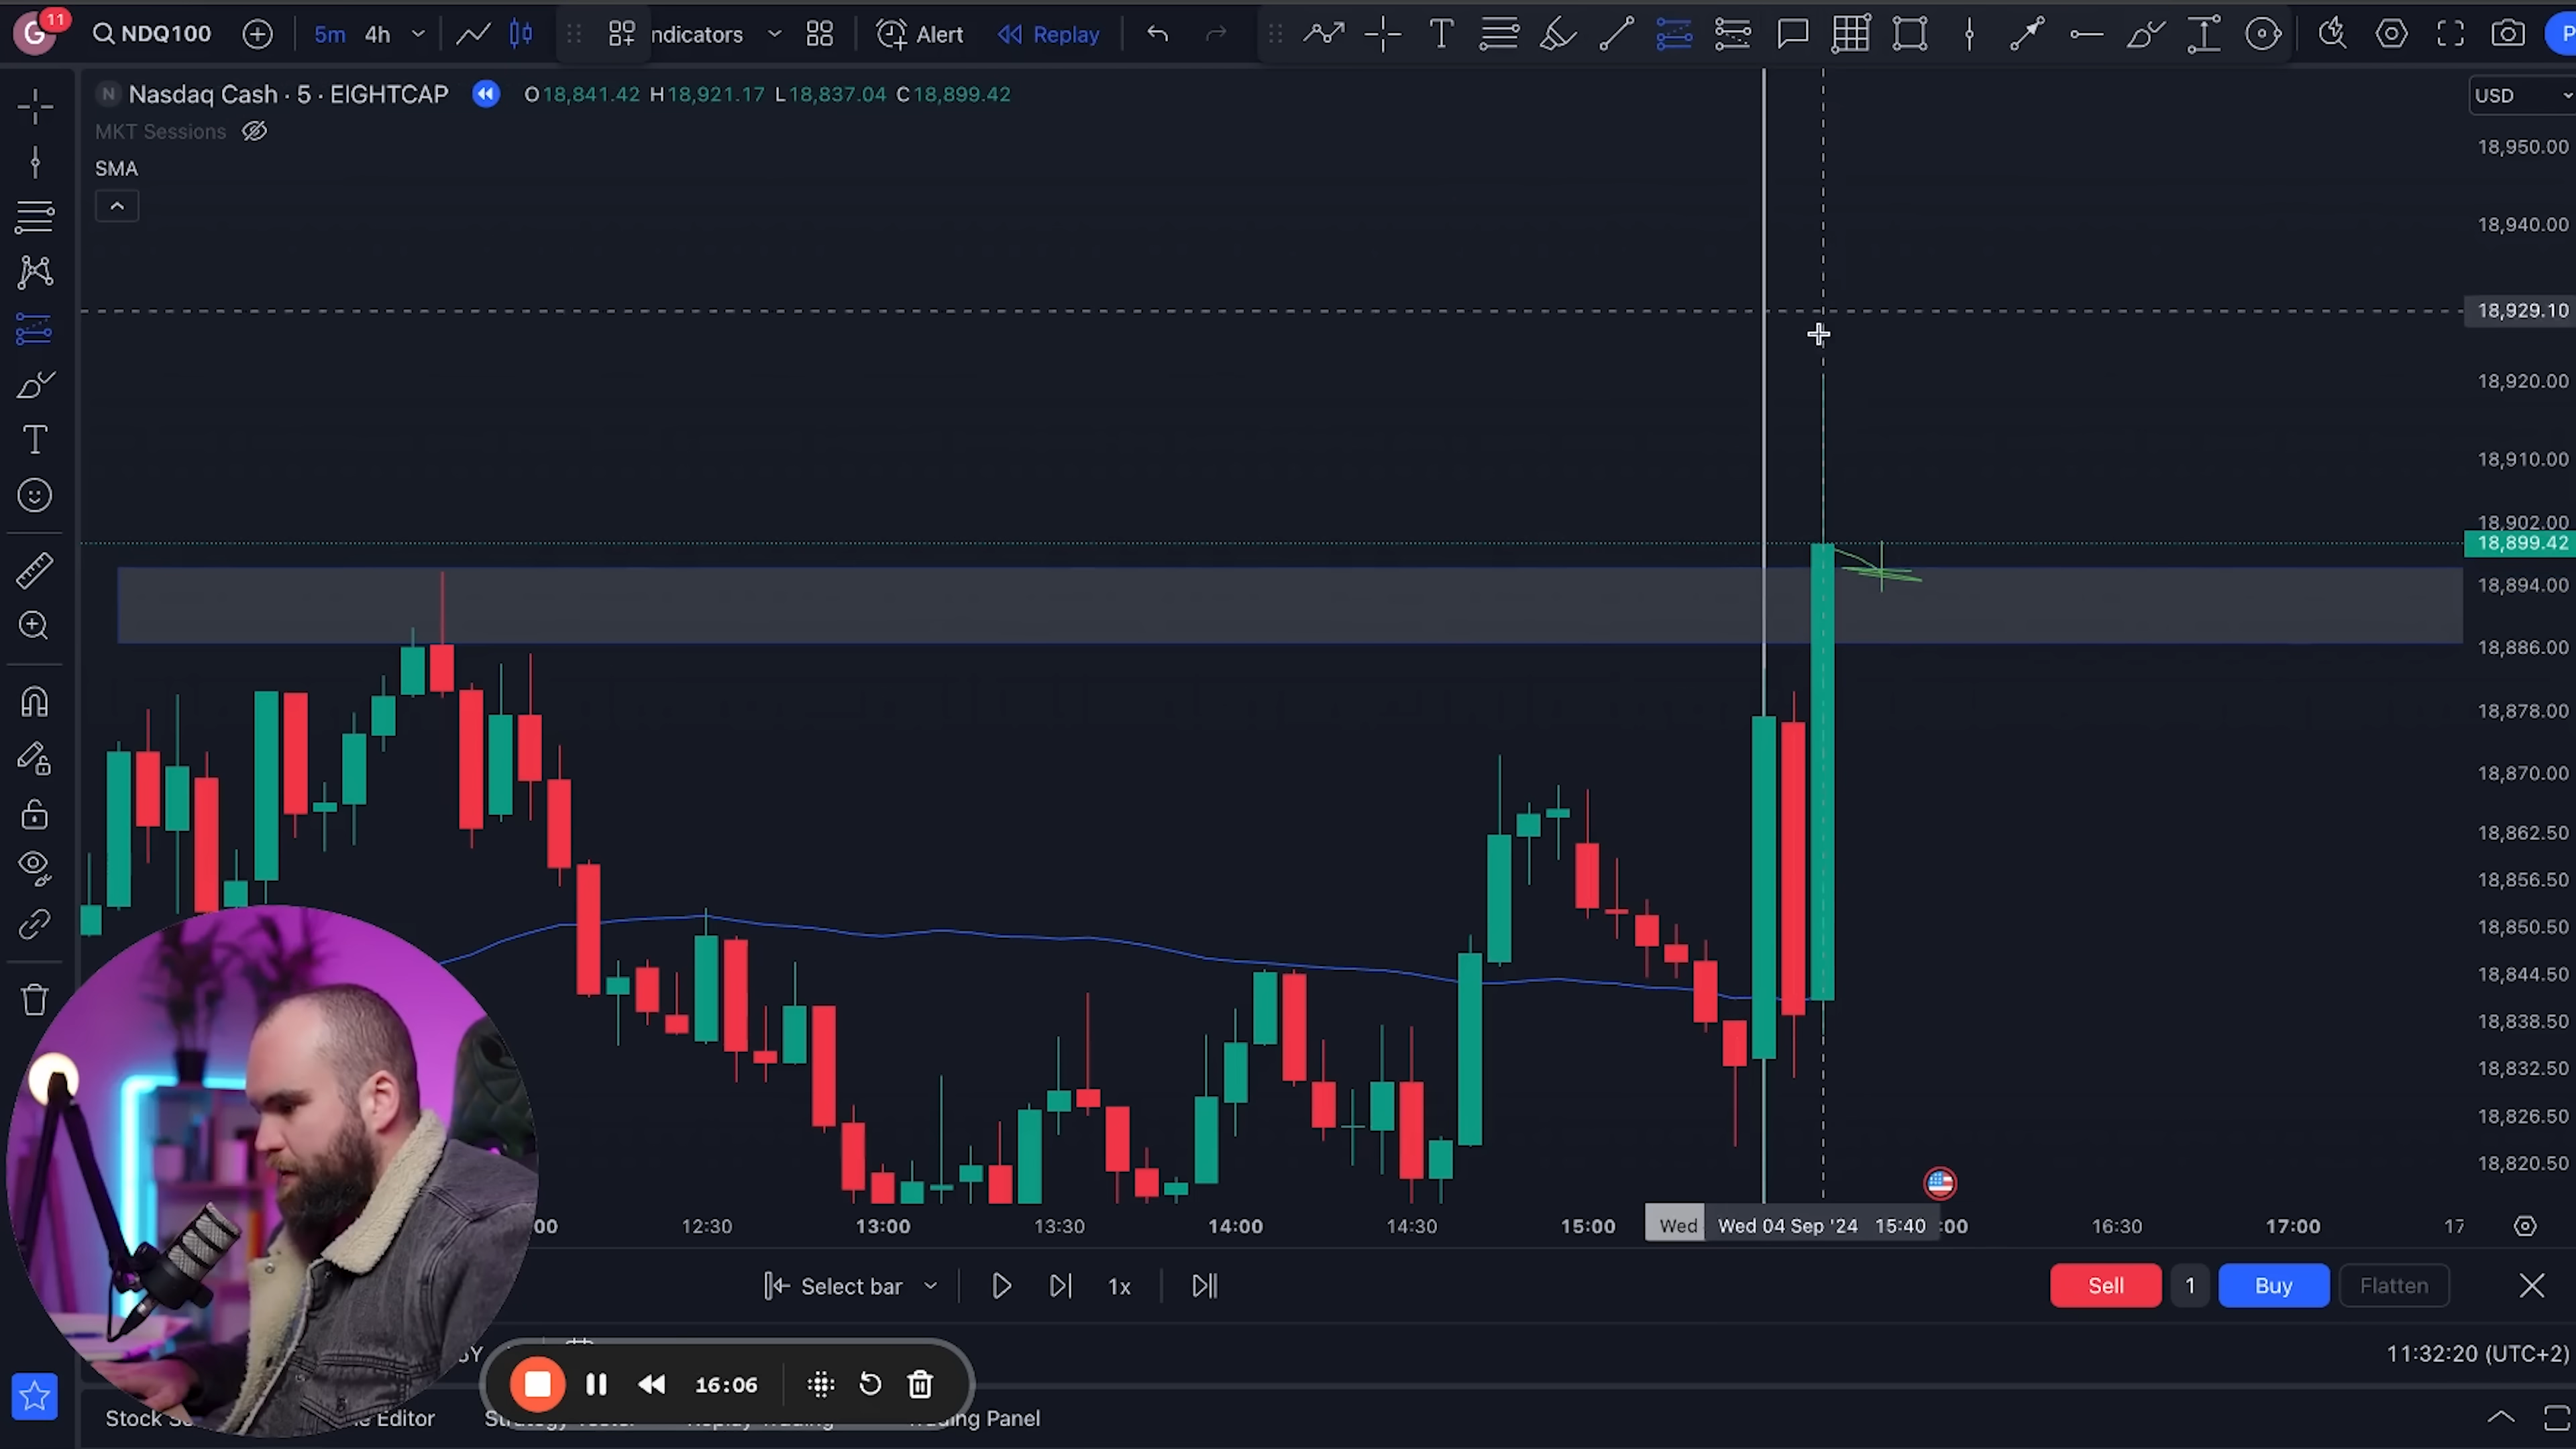 G 11 NDQ100 5m 4h ndicators Alert Replay P
N Nasdaq Cash · 5 · EIGHTCAP O18,841.42 H18,921.17 L18,837.04 C18,899.42 USD
MKT Sessions
SMA
18,950.00
18,940.00
18,929.10
18,920.00
18,910.00
18,902.00
18,899.42
18,894.00
18,886.00
18,878.00
18,870.00
18,862.50
18,856.50
18,850.50
18,844.50
18,838.50
18,832.50
18,826.50
18,820.50
:00 12:30 13:00 13:30 14:00 14:30 15:00 Wed Wed 04 Sep '24 15:40 :00 16:30 17:00 17
Select bar 1x Sell 1 Buy Flatten
16:06 11:32:20 (UTC+2)
Stock Editor Trading Panel